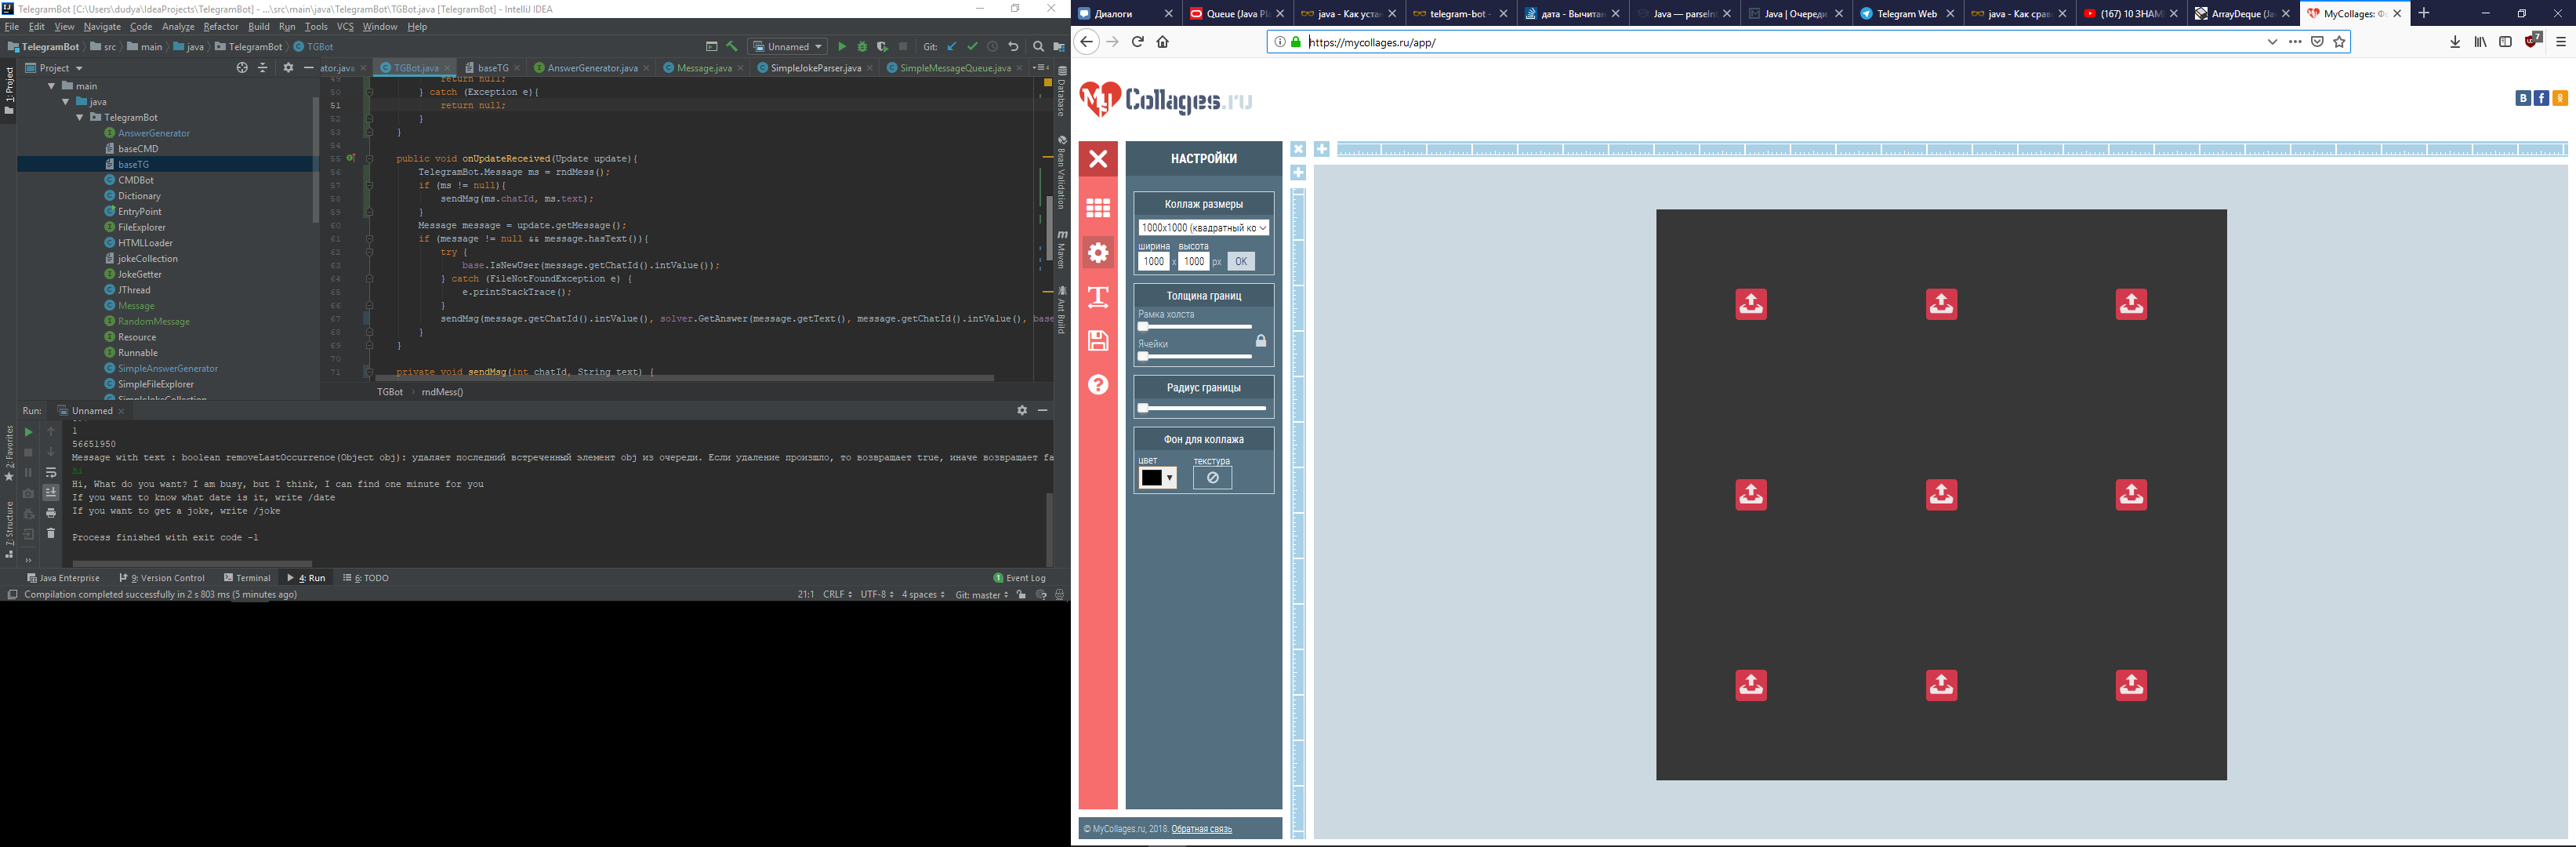 TelegramBot [C:\Users\dudya\IdeaProjects\TelegramBot] - ...\src\main\java\TelegramBot\TGBot.java [TelegramBot] - IntelliJ IDEA
File Edit View Navigate Code Analyze Refactor Build Run Tools VCS Window Help
TelegramBot src main java TelegramBot TGBot
Unnamed Git:
Project
ator.java TGBot.java baseTG AnswerGenerator.java Message.java SimpleJokeParser.java SimpleMessageQueue.java
1: Project
main
java
TelegramBot
AnswerGenerator
baseCMD
baseTG
CMDBot
Dictionary
EntryPoint
FileExplorer
HTMLLoader
jokeCollection
JokeGetter
JThread
Message
RandomMessage
Resource
Runnable
SimpleAnswerGenerator
SimpleFileExplorer
SimpleJokeCollection
49 return null;
50 } catch (Exception e){
51 return null;
52 }
53 }
54
55 public void onUpdateReceived(Update update){
56 TelegramBot.Message ms = rndMess();
57 if (ms != null){
58 sendMsg(ms.chatId, ms.text);
59 }
60 Message message = update.getMessage();
61 if (message != null && message.hasText()){
62 try {
63 base.IsNewUser(message.getChatId().intValue());
64 } catch (FileNotFoundException e) {
65 e.printStackTrace();
66 }
67 sendMsg(message.getChatId().intValue(), solver.GetAnswer(message.getText(), message.getChatId().intValue(), base
68 }
69 }
70
71 private void sendMsg(int chatId, String text) {
TGBot rndMess()
Database
Bean Validation
Maven
Ant Build
Run: Unnamed
2: Favorites
7: Structure
1
56651950
Message with text : boolean removeLastOccurrence(Object obj): удаляет последний встреченный элемент obj из очереди. Если удаление произшло, то возвращает true, иначе возвращает fa
hi
Hi, What do you want? I am busy, but I think, I can find one minute for you
If you want to know what date is it, write /date
If you want to get a joke, write /joke
Process finished with exit code -1
Java Enterprise 9: Version Control Terminal 4: Run 6: TODO 1 Event Log
Compilation completed successfully in 2 s 803 ms (5 minutes ago) 21:1 CRLF UTF-8 4 spaces Git: master
Диалоги Queue (Java Pla java - Как уста telegram-bot - дата - Вычитан Java — parseInt Java | Очереди Telegram Web java - Как срав (167) 10 ЗНАМ ArrayDeque (Ja MyCollages: Фо
https://mycollages.ru/app/ 7
My Collages.ru
НАСТРОЙКИ
Коллаж размеры
1000x1000 (квадратный ко
ширина высота
1000 x 1000 px OK
Толщина границ
Рамка холста
Ячейки
Радиус границы
Фон для коллажа
цвет текстура
© MyCollages.ru, 2018. Обратная связь